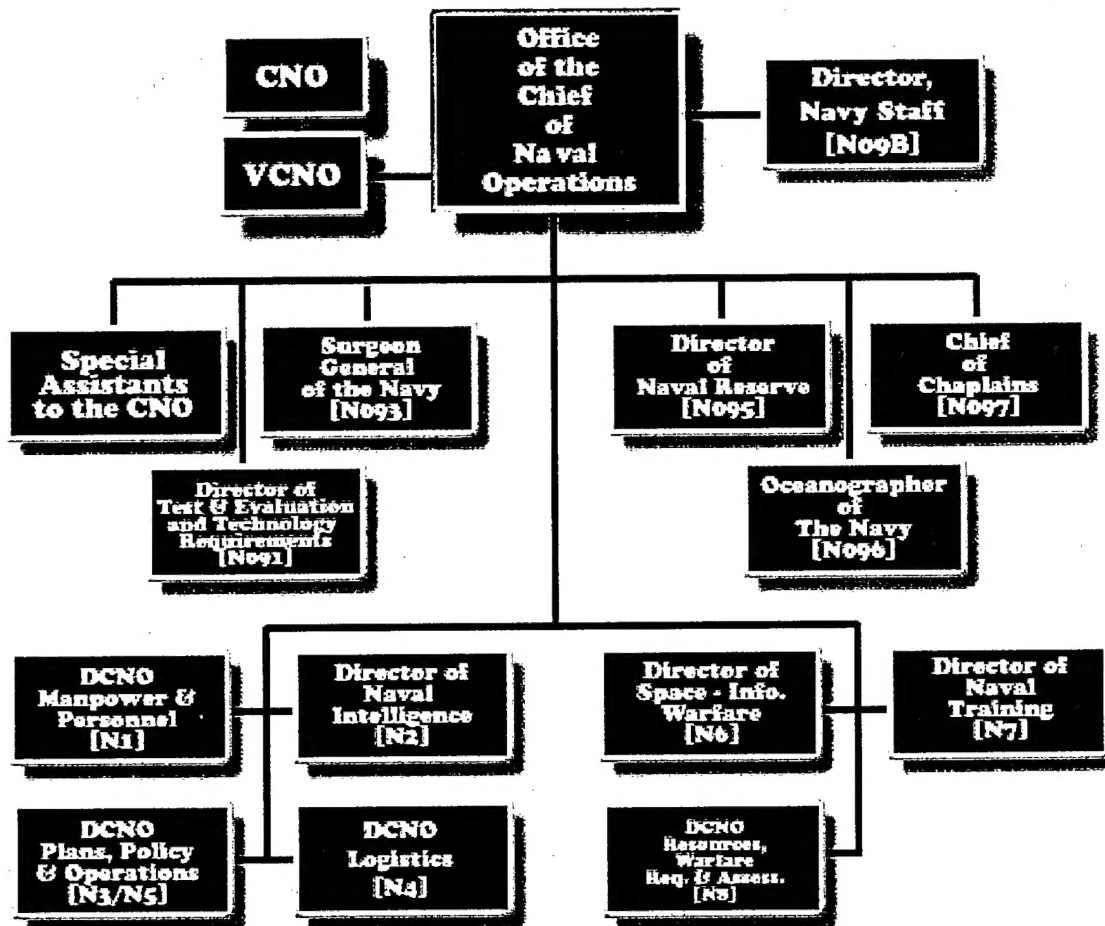 CNO
VCNO
Office
of the
Chief
of
Naval
Operations
Director,
Navy Staff
[N09B]
Special
Assistants
to the CNO
Surgeon
General
of the Navy
[N093]
Director
of
Naval Reserve
[N095]
Chief
of
Chaplains
[N097]
Director of
Test & Evaluation
and Technology
Requirements
[N091]
Oceanographer
of
The Navy
[N096]
DCNO
Manpower &
Personnel
[N1]
Director of
Naval
Intelligence
[N2]
Director of
Space - Info.
Warfare
[N6]
Director of
Naval
Training
[N7]
DCNO
Plans, Policy
& Operations
[N3/N5]
DCNO
Logistics
[N4]
DCNO
Resources,
Warfare
Req. & Assess.
[N8]